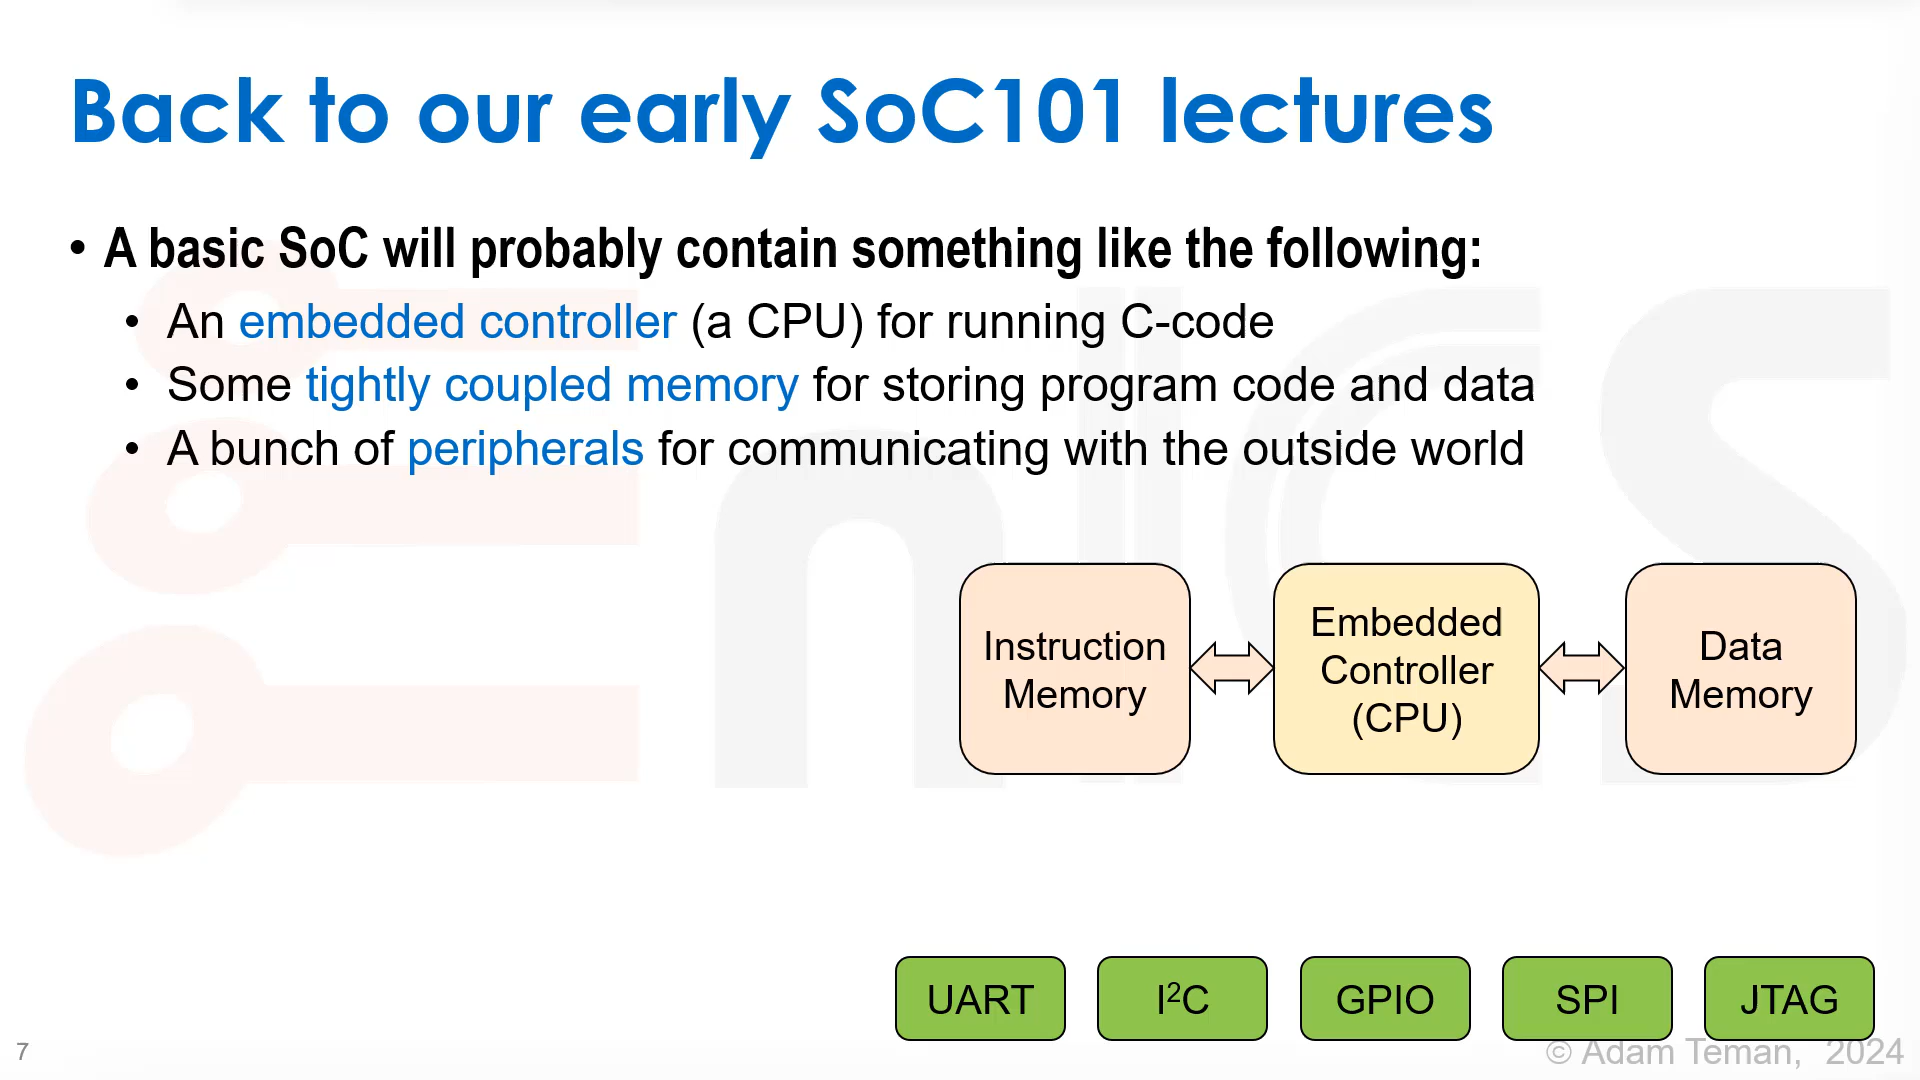 Back to our early SoC101 lectures
• A basic SoC will probably contain something like the following:
• An embedded controller (a CPU) for running C-code
• Some tightly coupled memory for storing program code and data
• A bunch of peripherals for communicating with the outside world
Instruction
Memory
Embedded
Controller
(CPU)
Data
Memory
UART
I²C
GPIO
SPI
JTAG
7
© Adam Teman, 2024
EnICS